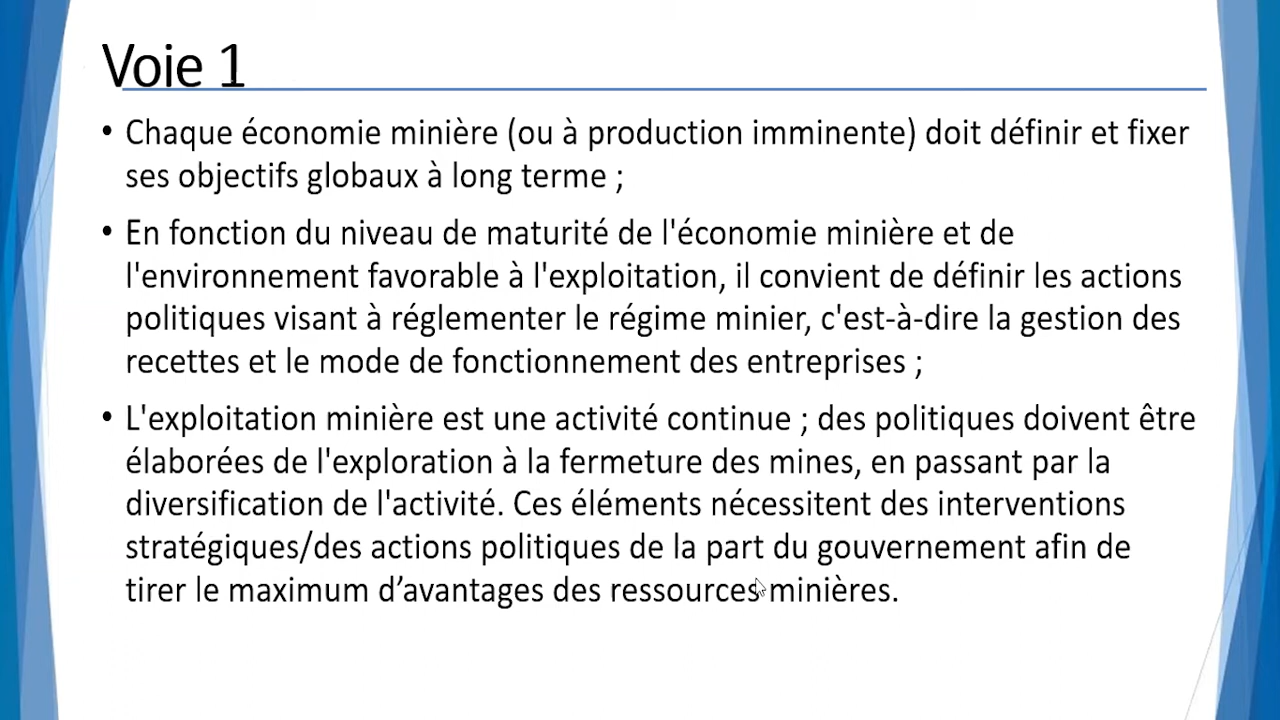 Voie 1
• Chaque économie minière (ou à production imminente) doit définir et fixer
ses objectifs globaux à long terme ;
• En fonction du niveau de maturité de l'économie minière et de
l'environnement favorable à l'exploitation, il convient de définir les actions
politiques visant à réglementer le régime minier, c'est-à-dire la gestion des
recettes et le mode de fonctionnement des entreprises ;
• L'exploitation minière est une activité continue ; des politiques doivent être
élaborées de l'exploration à la fermeture des mines, en passant par la
diversification de l'activité. Ces éléments nécessitent des interventions
stratégiques/des actions politiques de la part du gouvernement afin de
tirer le maximum d’avantages des ressources minières.